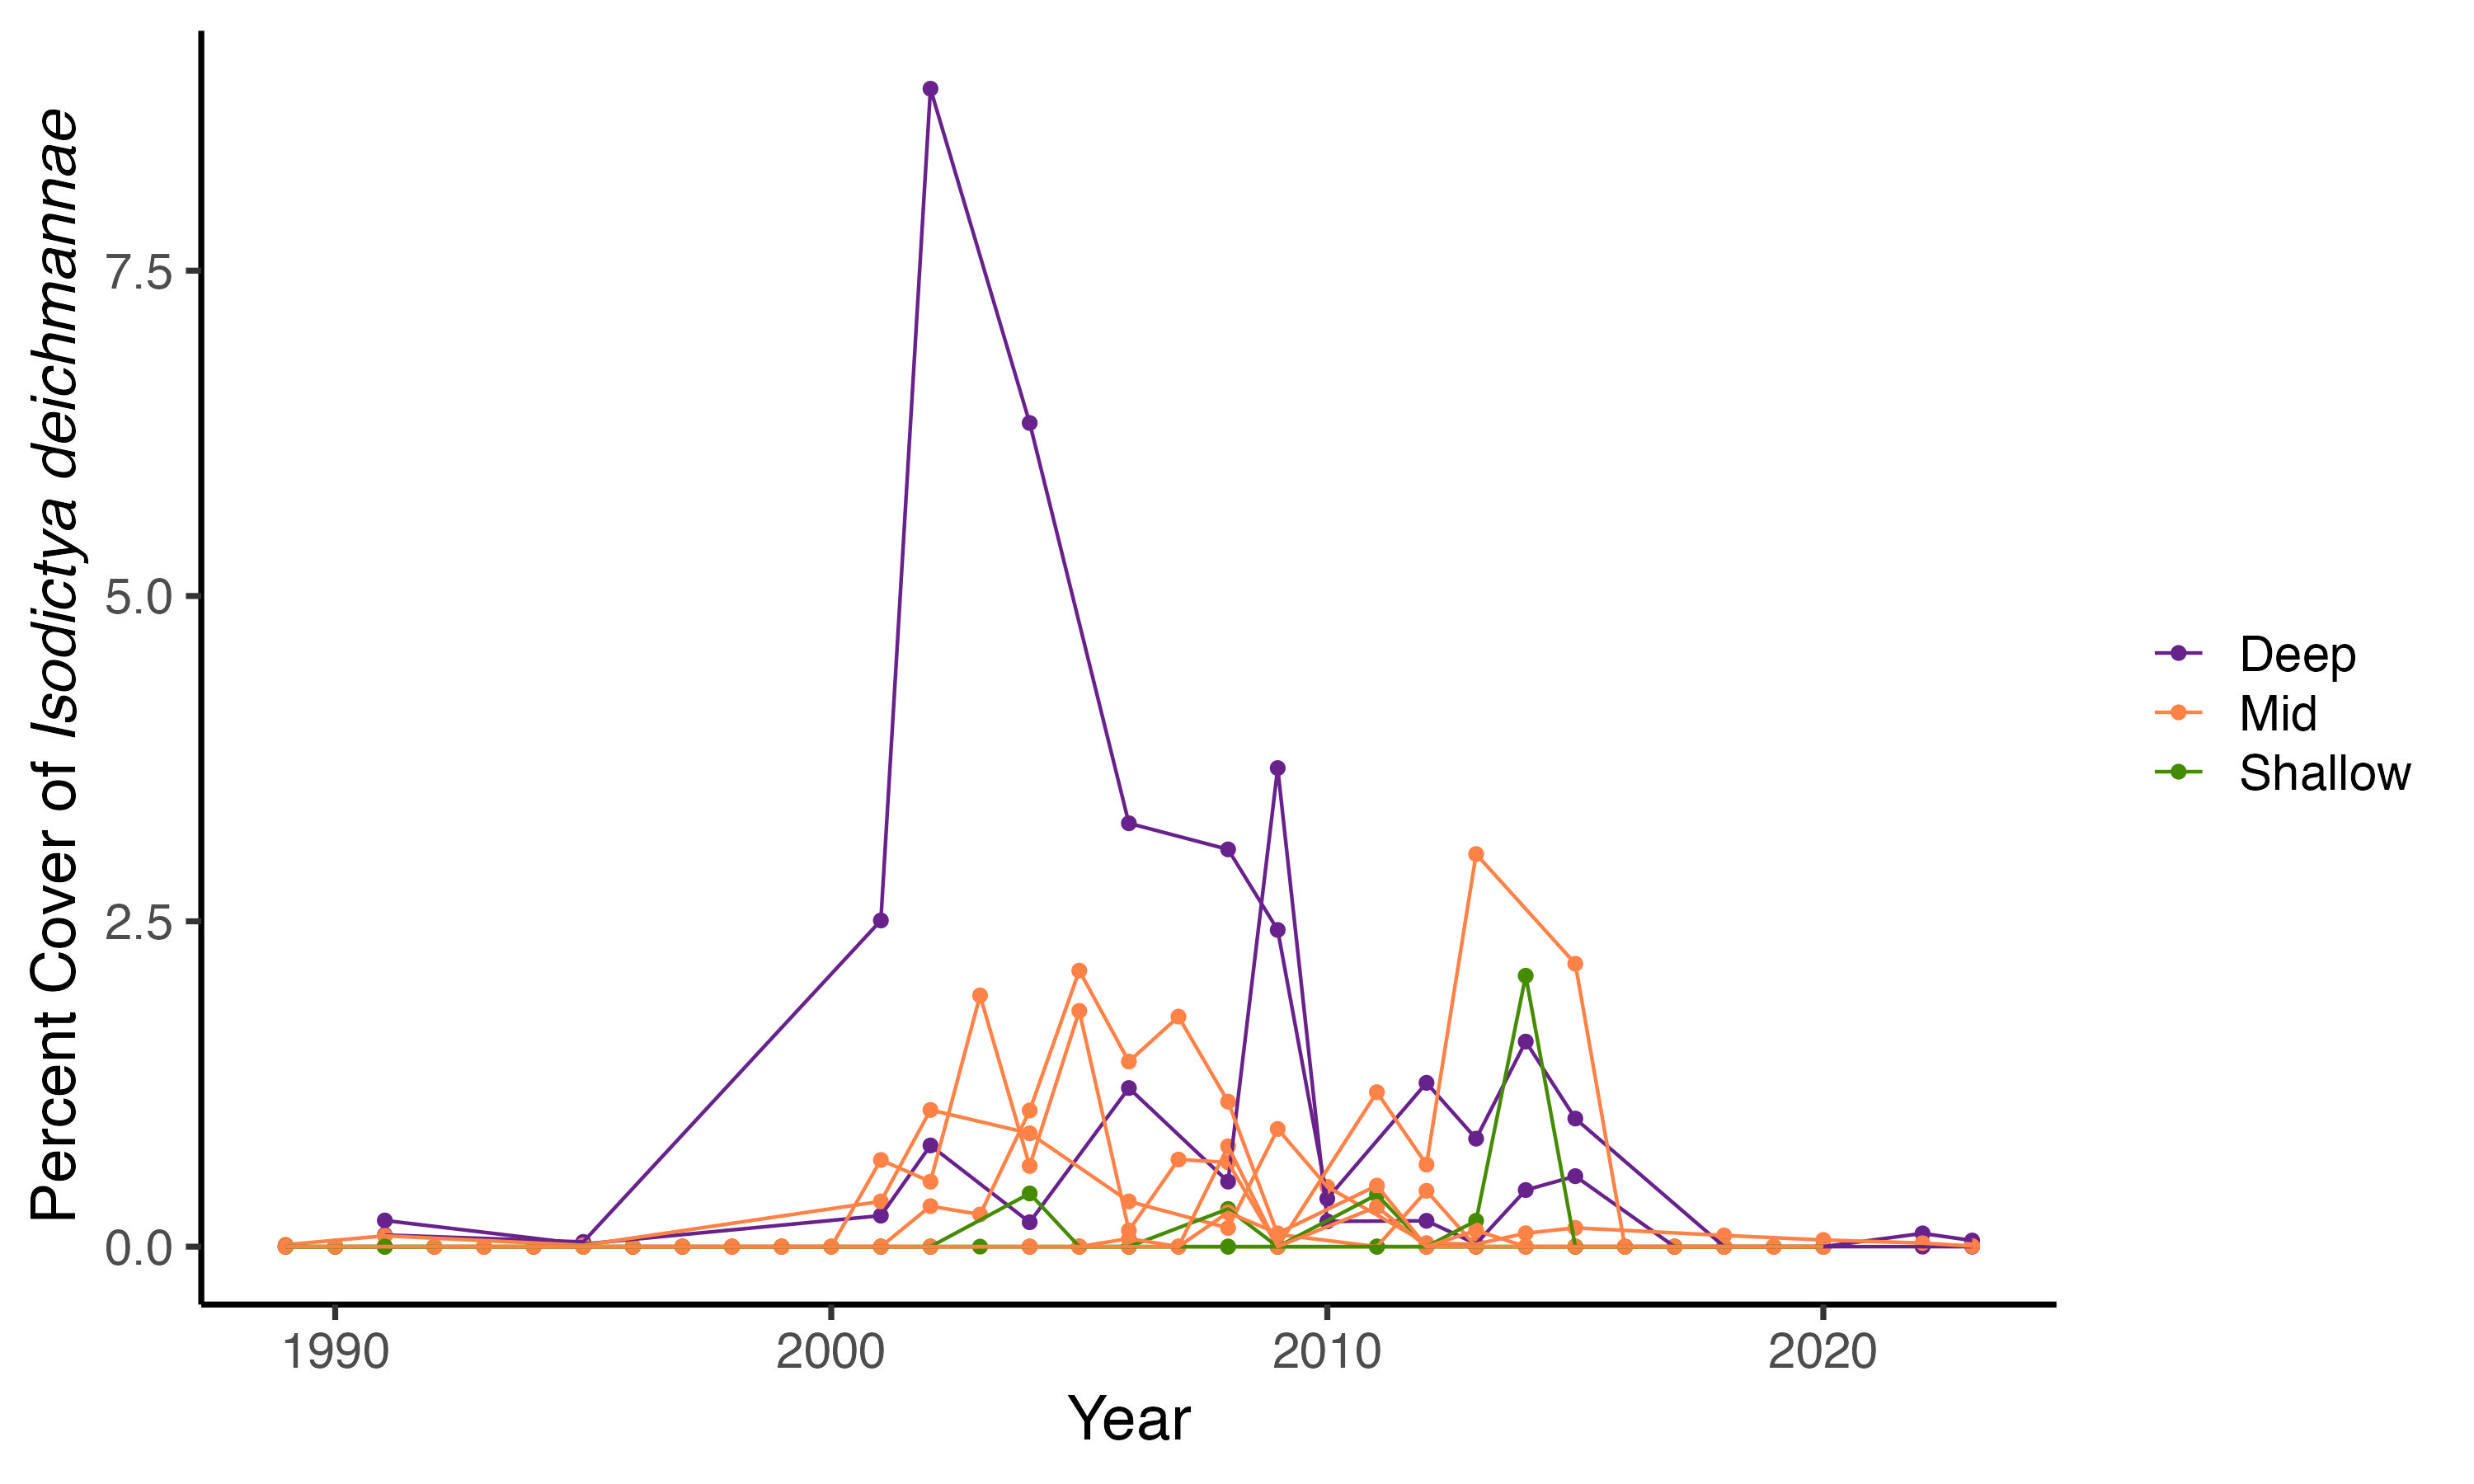 Percent Cover of Isodictya deichmannae
7.5
5.0
2.5
0.0
1990 2000 2010 2020
Year
Deep
Mid
Shallow